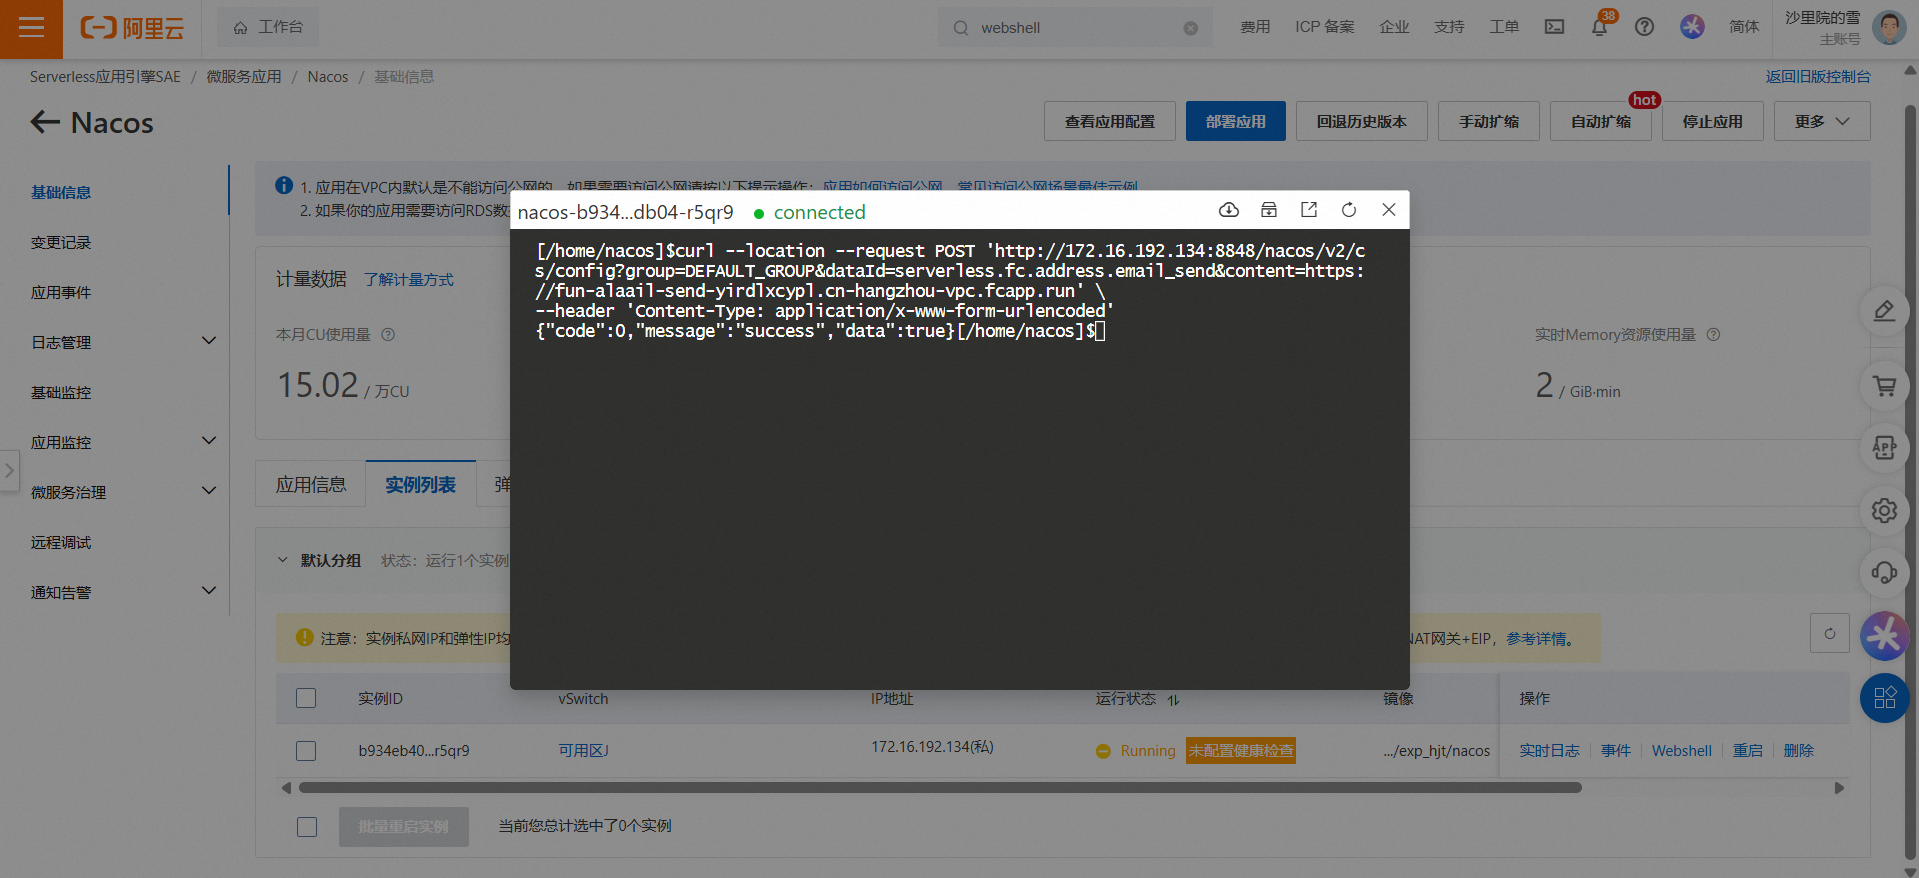 阿里云
工作台
webshell
费用
ICP 备案
企业
支持
工单
38
简体
沙里院的雪
主账号
Serverless应用引擎SAE / 微服务应用 / Nacos / 基础信息
返回旧版控制台
Nacos
查看应用配置
部署应用
回退历史版本
手动扩缩
自动扩缩
hot
停止应用
更多
基础信息
变更记录
应用事件
日志管理
基础监控
应用监控
微服务治理
远程调试
通知告警
1. 应用在VPC内默认是不能访问公网的，如果需要访问公网请按以下提示操作：应用如何访问公网、常见访问公网场景最佳示例
2. 如果你的应用需要访问RDS数
计量数据 了解计量方式
本月CU使用量
15.02 / 万CU
实时Memory资源使用量
2 / GiB·min
nacos-b934...db04-r5qr9 connected
[/home/nacos]$curl --location --request POST 'http://172.16.192.134:8848/nacos/v2/c
s/config?group=DEFAULT_GROUP&dataId=serverless.fc.address.email_send&content=https:
//fun-alaail-send-yirdlxcypl.cn-hangzhou-vpc.fcapp.run' \
--header 'Content-Type: application/x-www-form-urlencoded'
{"code":0,"message":"success","data":true}[/home/nacos]$
应用信息
实例列表
弹
默认分组 状态：运行1个实例
注意：实例私网IP和弹性IP均
NAT网关+EIP，参考详情。
实例ID vSwitch IP地址 运行状态 镜像 操作
b934eb40...r5qr9 可用区J 172.16.192.134(私) Running 未配置健康检查 .../exp_hjt/nacos 实时日志 事件 Webshell 重启 删除
批量重启实例 当前您总计选中了0个实例
APP